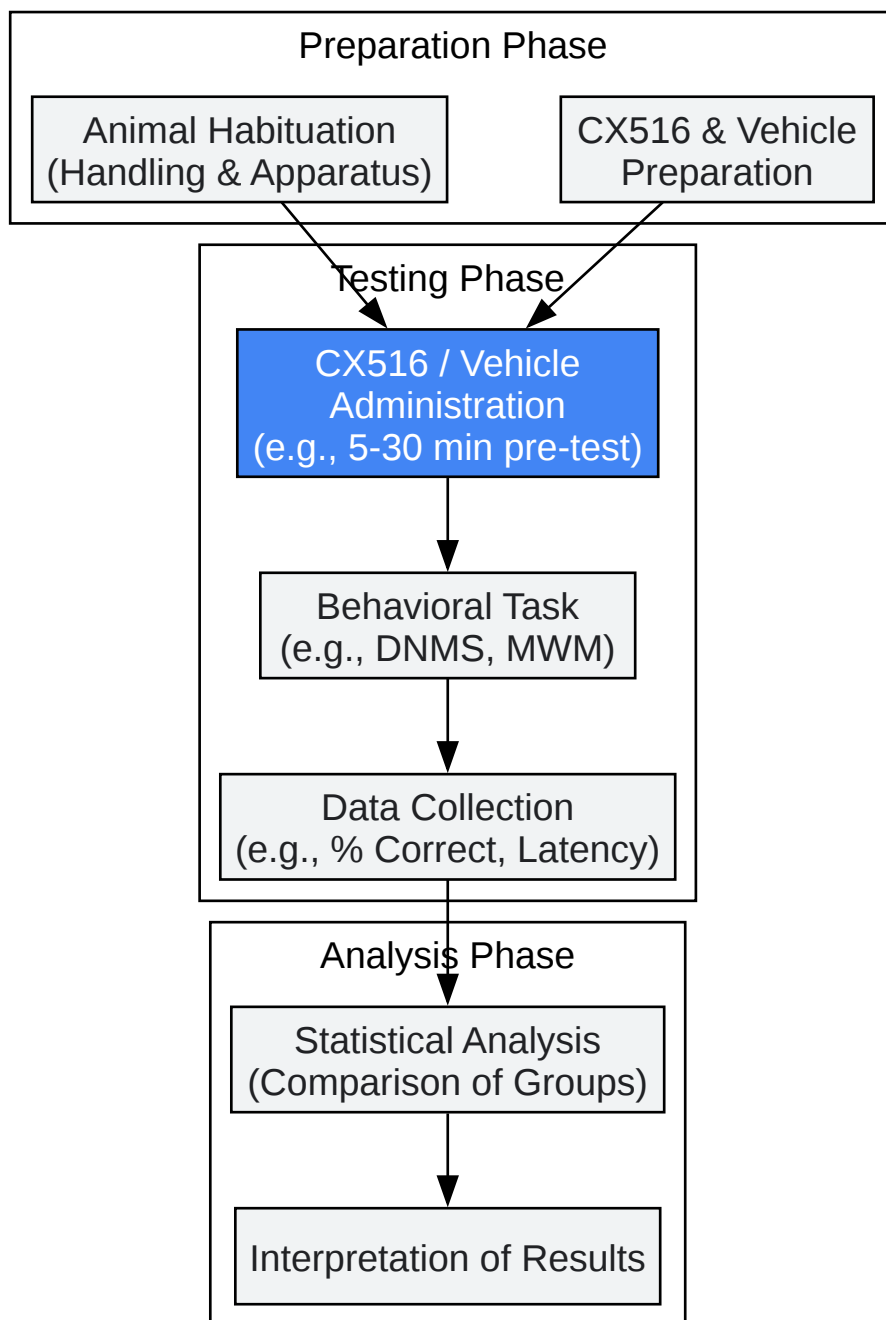 Preparation Phase
Animal Habituation
(Handling & Apparatus)
CX516 & Vehicle
Preparation
Testing Phase
CX516 / Vehicle
Administration
(e.g., 5-30 min pre-test)
Behavioral Task
(e.g., DNMS, MWM)
Data Collection
(e.g., % Correct, Latency)
Analysis Phase
Statistical Analysis
(Comparison of Groups)
Interpretation of Results